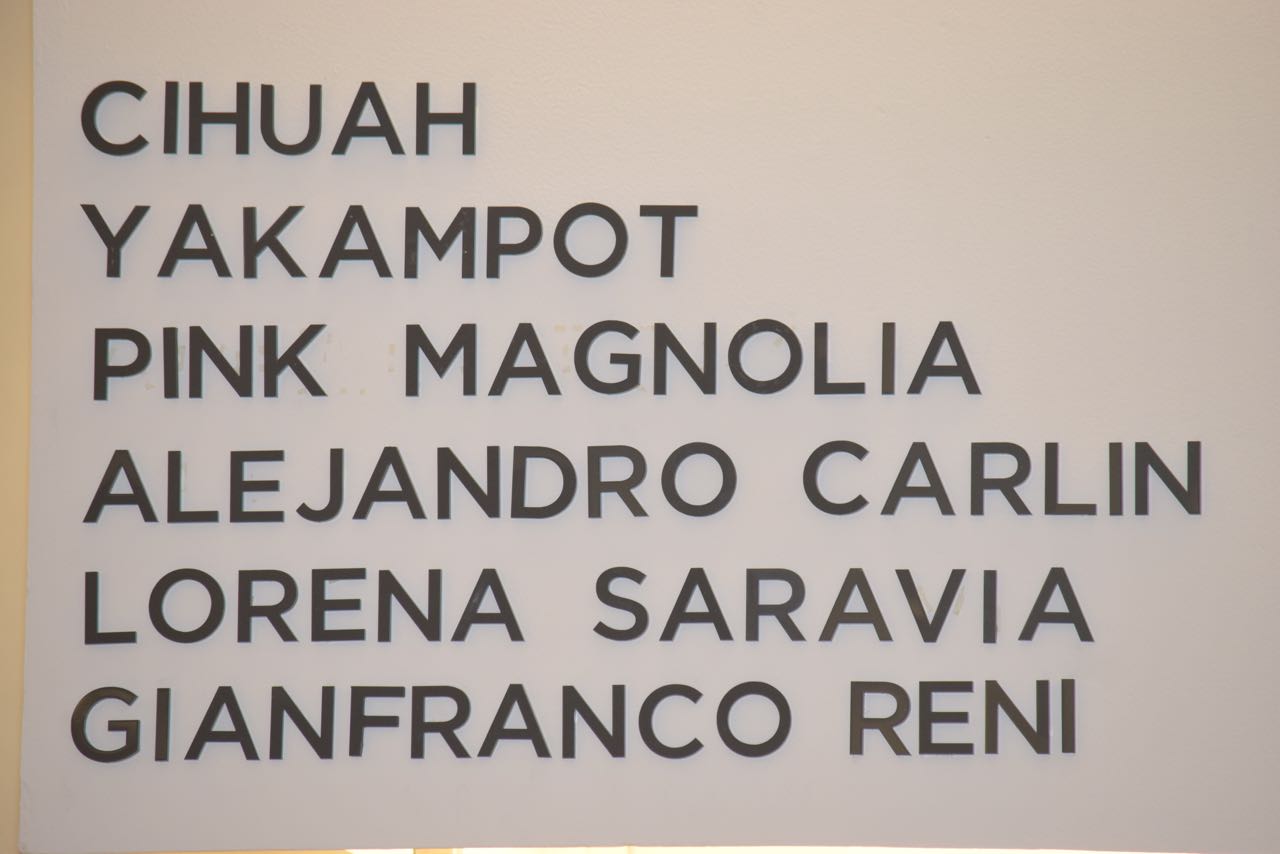 CIHUAH
YAKAMPOT
PINK MAGNOLIA
ALEJANDRO CARLIN
LORENA SARAVIA
GIANFRANCO RENI